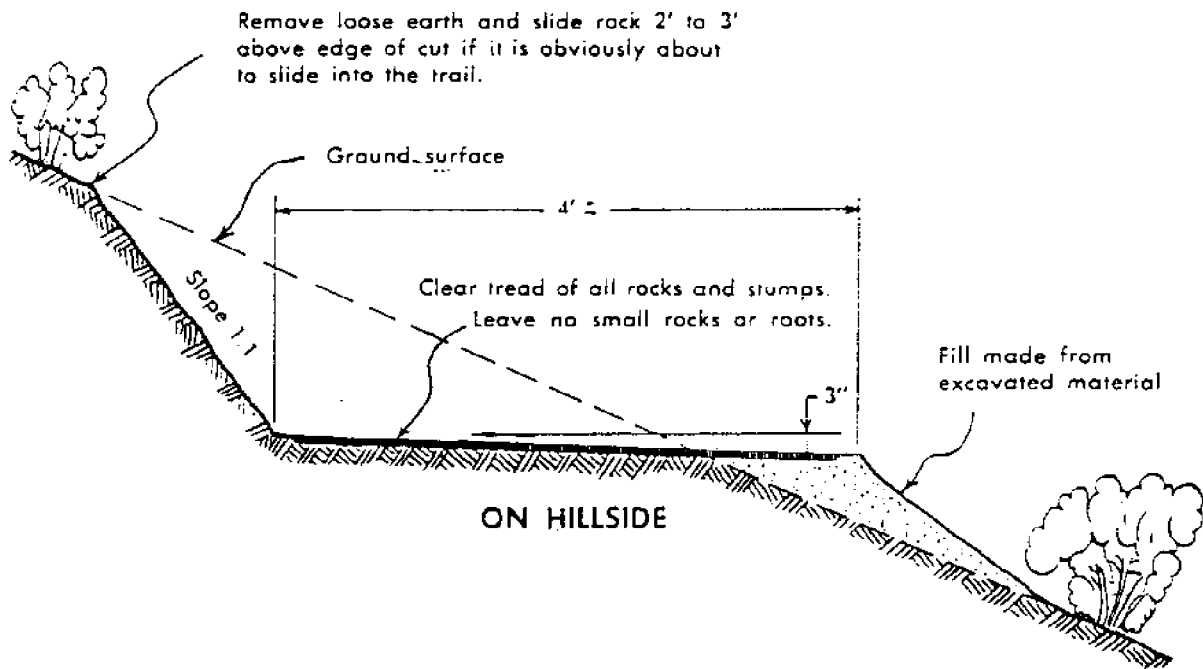 Remove loose earth and slide rock 2' to 3'
above edge of cut if it is obviously about
to slide into the trail.
Ground surface
4' ±
Clear tread of all rocks and stumps.
Leave no small rocks or roots.
Slope 1:1
3"
Fill made from
excavated material
ON HILLSIDE